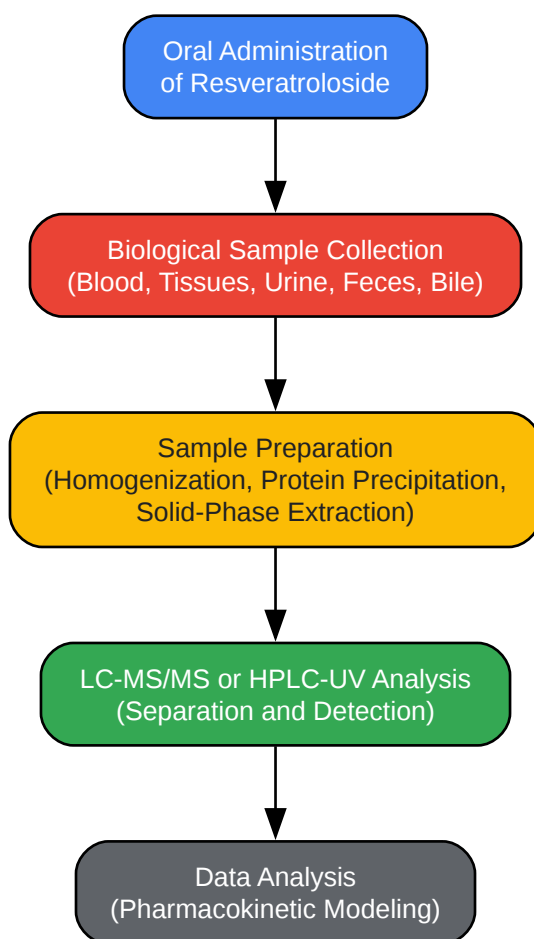 Oral Administration
of Resveratroloside
Biological Sample Collection
(Blood, Tissues, Urine, Feces, Bile)
Sample Preparation
(Homogenization, Protein Precipitation,
Solid-Phase Extraction)
LC-MS/MS or HPLC-UV Analysis
(Separation and Detection)
Data Analysis
(Pharmacokinetic Modeling)